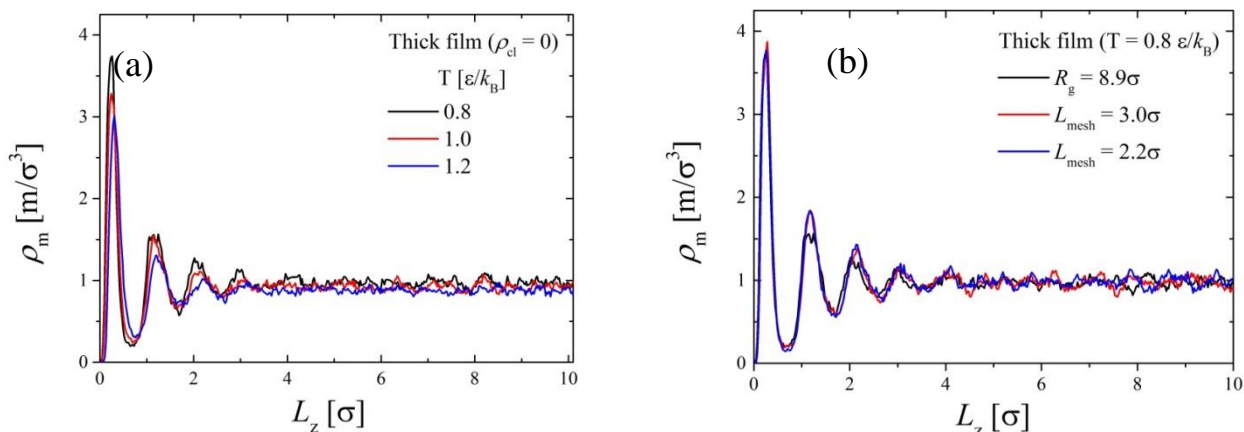 (a)
Thick film (ρcl = 0)
T [ε/kB]
0.8
1.0
1.2
4
3
2
1
0
ρm [m/σ3]
0 2 4 6 8 10
Lz [σ]
(b)
Thick film (T = 0.8 ε/kB)
Rg = 8.9σ
Lmesh = 3.0σ
Lmesh = 2.2σ
4
3
2
1
0
ρm [m/σ3]
0 2 4 6 8 10
Lz [σ]